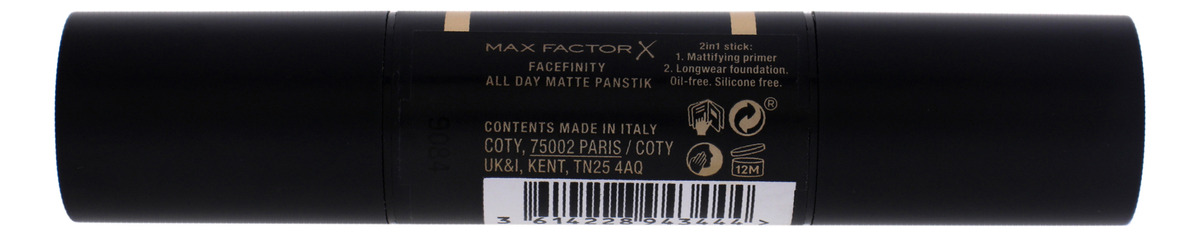 MAX FACTOR X
FACEFINITY
ALL DAY MATTE PANSTIK
2in1 stick:
1. Mattifying primer
2. Longwear foundation.
Oil-free. Silicone free.
®
12M
CONTENTS MADE IN ITALY
COTY, 75002 PARIS / COTY
UK&I, KENT, TN25 4AQ
3 614228 943444 >